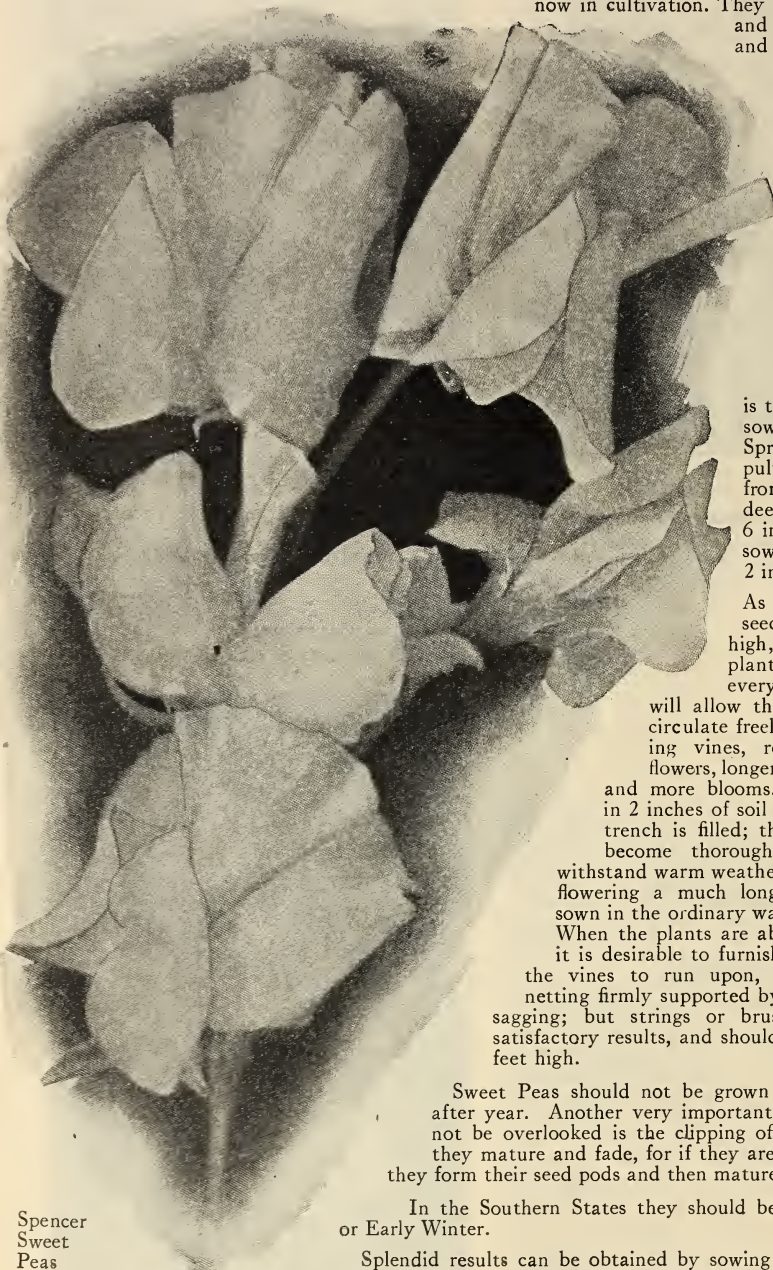 now in cultivation. They
and
and
is t
sow
Spr
pul
from
dee
6 in
sow
2 in
As
seed
high,
plant
every
will allow th
circulate freel
ing vines, r
flowers, longer
and more blooms.
in 2 inches of soil
trench is filled; th
become thorough
withstand warm weathe
flowering a much long
sown in the ordinary wa
When the plants are ab
it is desirable to furnish
the vines to run upon,
netting firmly supported by
sagging; but strings or brus
satisfactory results, and should
feet high.
Sweet Peas should not be grown
after year. Another very important
not be overlooked is the clipping of
they mature and fade, for if they are
they form their seed pods and then mature
In the Southern States they should be
or Early Winter.
Splendid results can be obtained by sowing
Spencer
Sweet
Peas